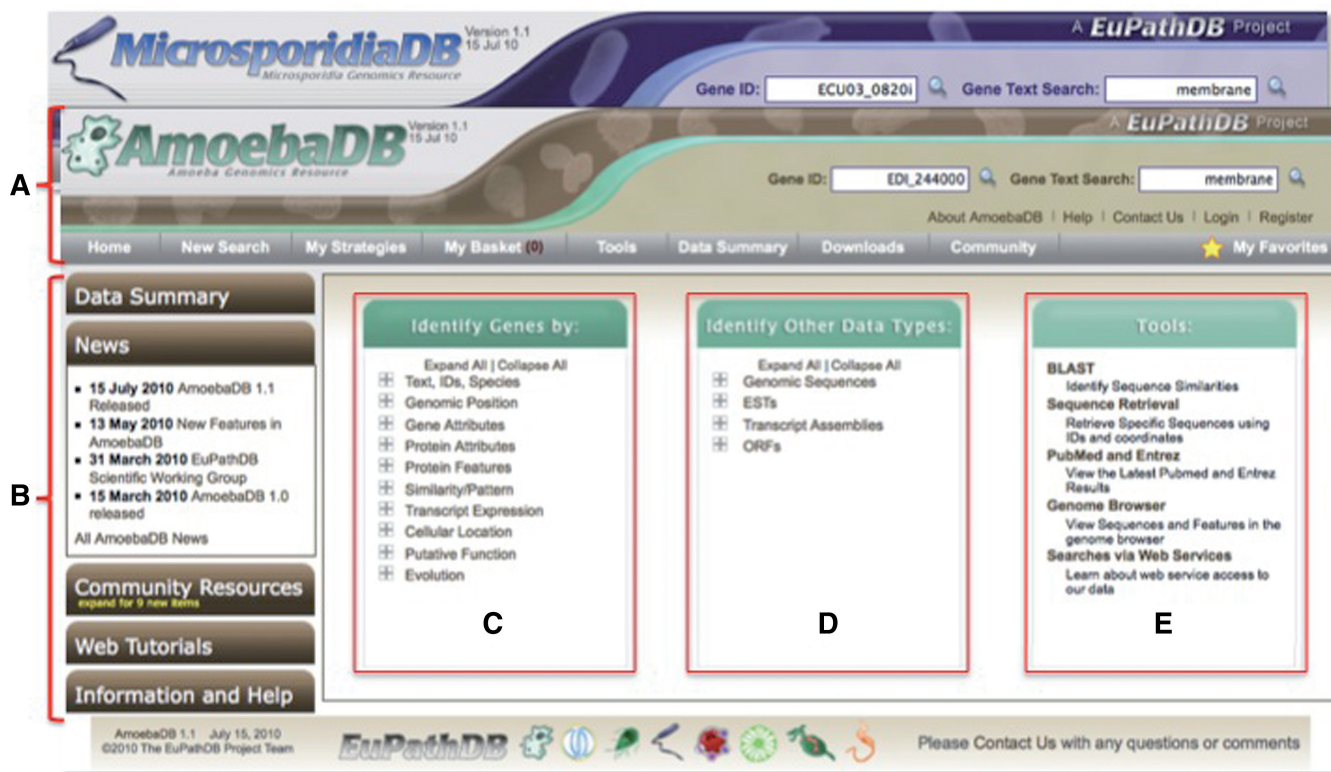 MicrosporidiaDB
Version 1.1
15 Jul 10
Microsporidia Genomics Resource
A EuPathDB Project
Gene ID: ECU03_0820i Gene Text Search: membrane
A
AmoebaDB
Version 1.1
15 Jul 10
Amoeba Genomics Resource
A EuPathDB Project
Gene ID: EDI_244000 Gene Text Search: membrane
About AmoebaDB | Help | Contact Us | Login | Register
Home New Search My Strategies My Basket (0) Tools Data Summary Downloads Community My Favorites
B
Data Summary
News
15 July 2010 AmoebaDB 1.1
Released
13 May 2010 New Features in
AmoebaDB
31 March 2010 EuPathDB
Scientific Working Group
15 March 2010 AmoebaDB 1.0
released
All AmoebaDB News
Community Resources
expand for 9 new items
Web Tutorials
Information and Help
Identify Genes by:
Expand All | Collapse All
Text, IDs, Species
Genomic Position
Gene Attributes
Protein Attributes
Protein Features
Similarity/Pattern
Transcript Expression
Cellular Location
Putative Function
Evolution
C
Identify Other Data Types:
Expand All | Collapse All
Genomic Sequences
ESTs
Transcript Assemblies
ORFs
D
Tools:
BLAST
Identify Sequence Similarities
Sequence Retrieval
Retrieve Specific Sequences using
IDs and coordinates
PubMed and Entrez
View the Latest Pubmed and Entrez
Results
Genome Browser
View Sequences and Features in the
genome browser
Searches via Web Services
Learn about web service access to
our data
E
AmoebaDB 1.1 July 15, 2010
©2010 The EuPathDB Project Team
EuPathDB
Please Contact Us with any questions or comments